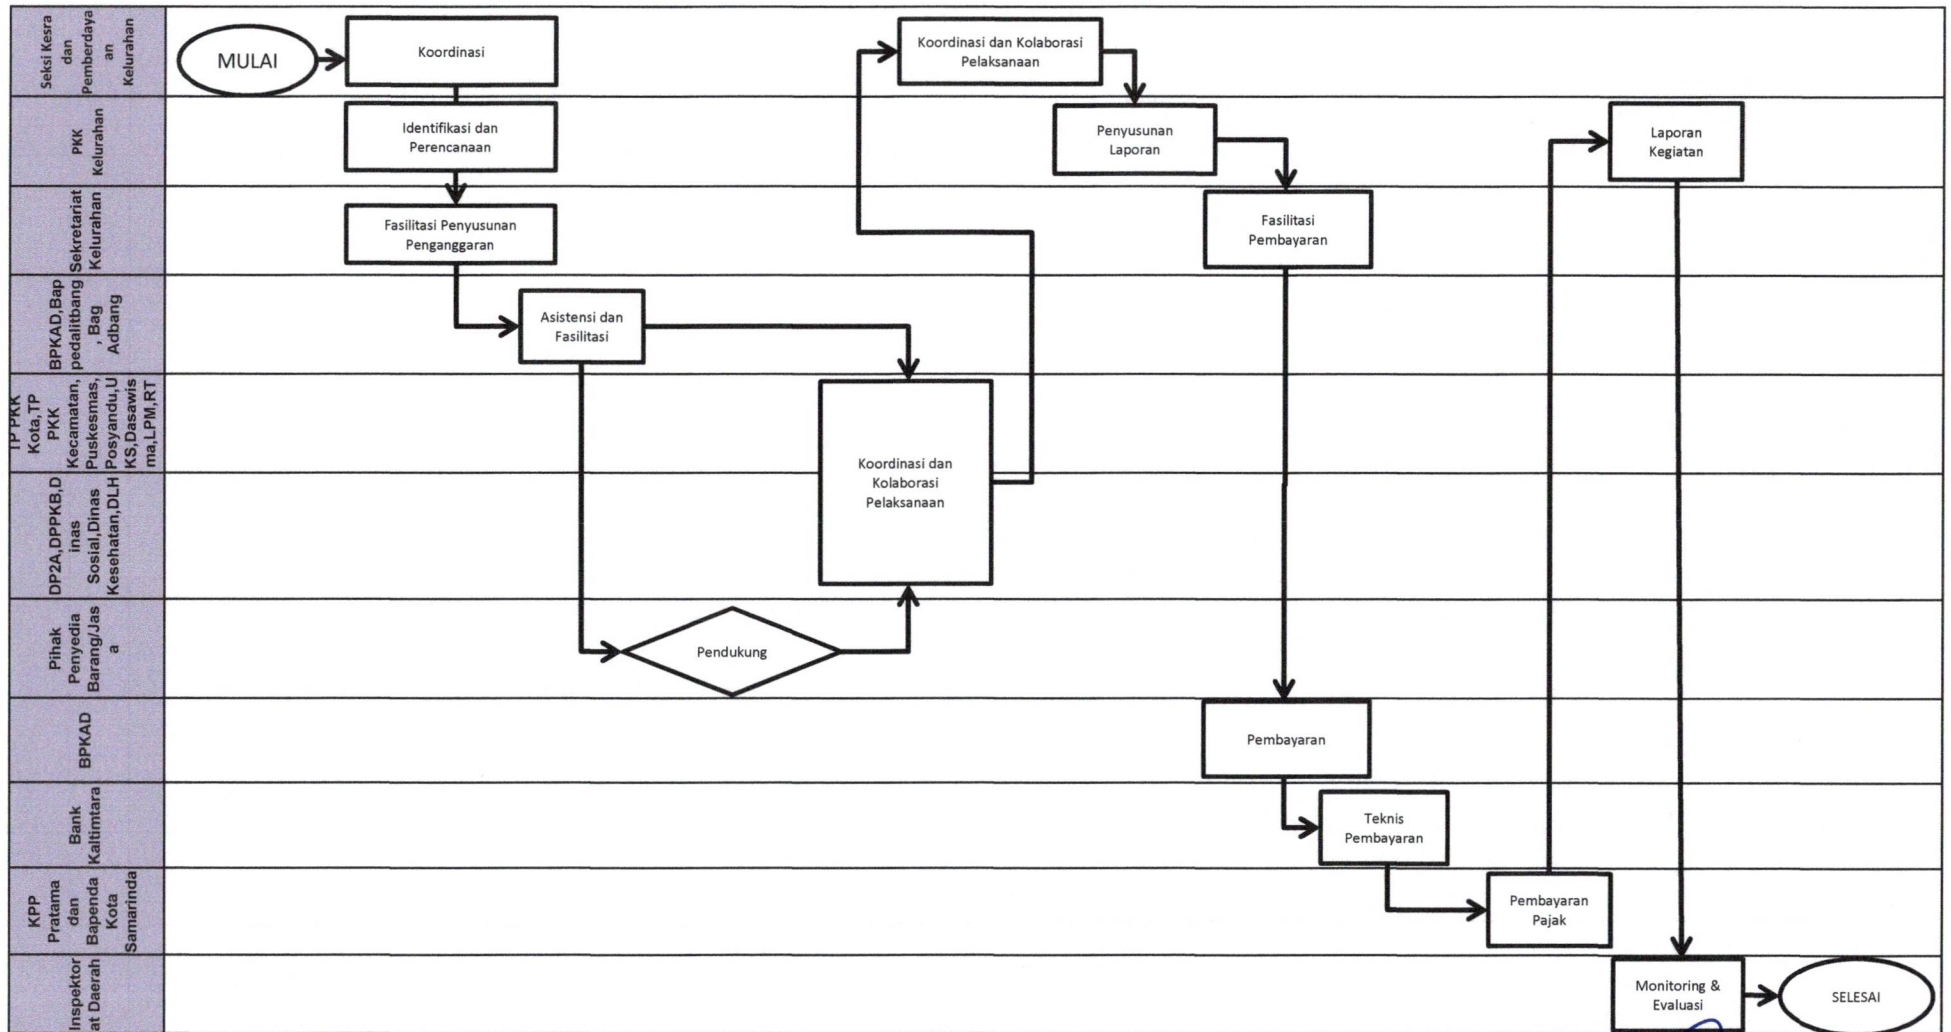 Seksi Kesra
dan
Pemberdaya
an
Kelurahan
MULAI
Koordinasi
Koordinasi dan Kolaborasi
Pelaksanaan
PKK
Kelurahan
Identifikasi dan
Perencanaan
Penyusunan
Laporan
Laporan
Kegiatan
Sekretariat
Kelurahan
Fasilitasi Penyusunan
Penganggaran
Fasilitasi
Pembayaran
BPKAD,Bap
pedalitbang
, Bag
Adbang
Asistensi dan
Fasilitasi
TP PKK
Kota,TP
PKK
Kecamatan,
Puskesmas,
Posyandu,U
KS,Dasawis
ma,LPM,RT
Koordinasi dan
Kolaborasi
Pelaksanaan
DP2A,DPPKB,D
inas
Sosial,Dinas
Kesehatan,DLH
Pihak
Penyedia
Barang/Jas
a
Pendukung
BPKAD
Pembayaran
Bank
Kaltimtara
Teknis
Pembayaran
KPP
Pratama
dan
Bapenda
Kota
Samarinda
Pembayaran
Pajak
Inspektor
at Daerah
Monitoring &
Evaluasi
SELESAI